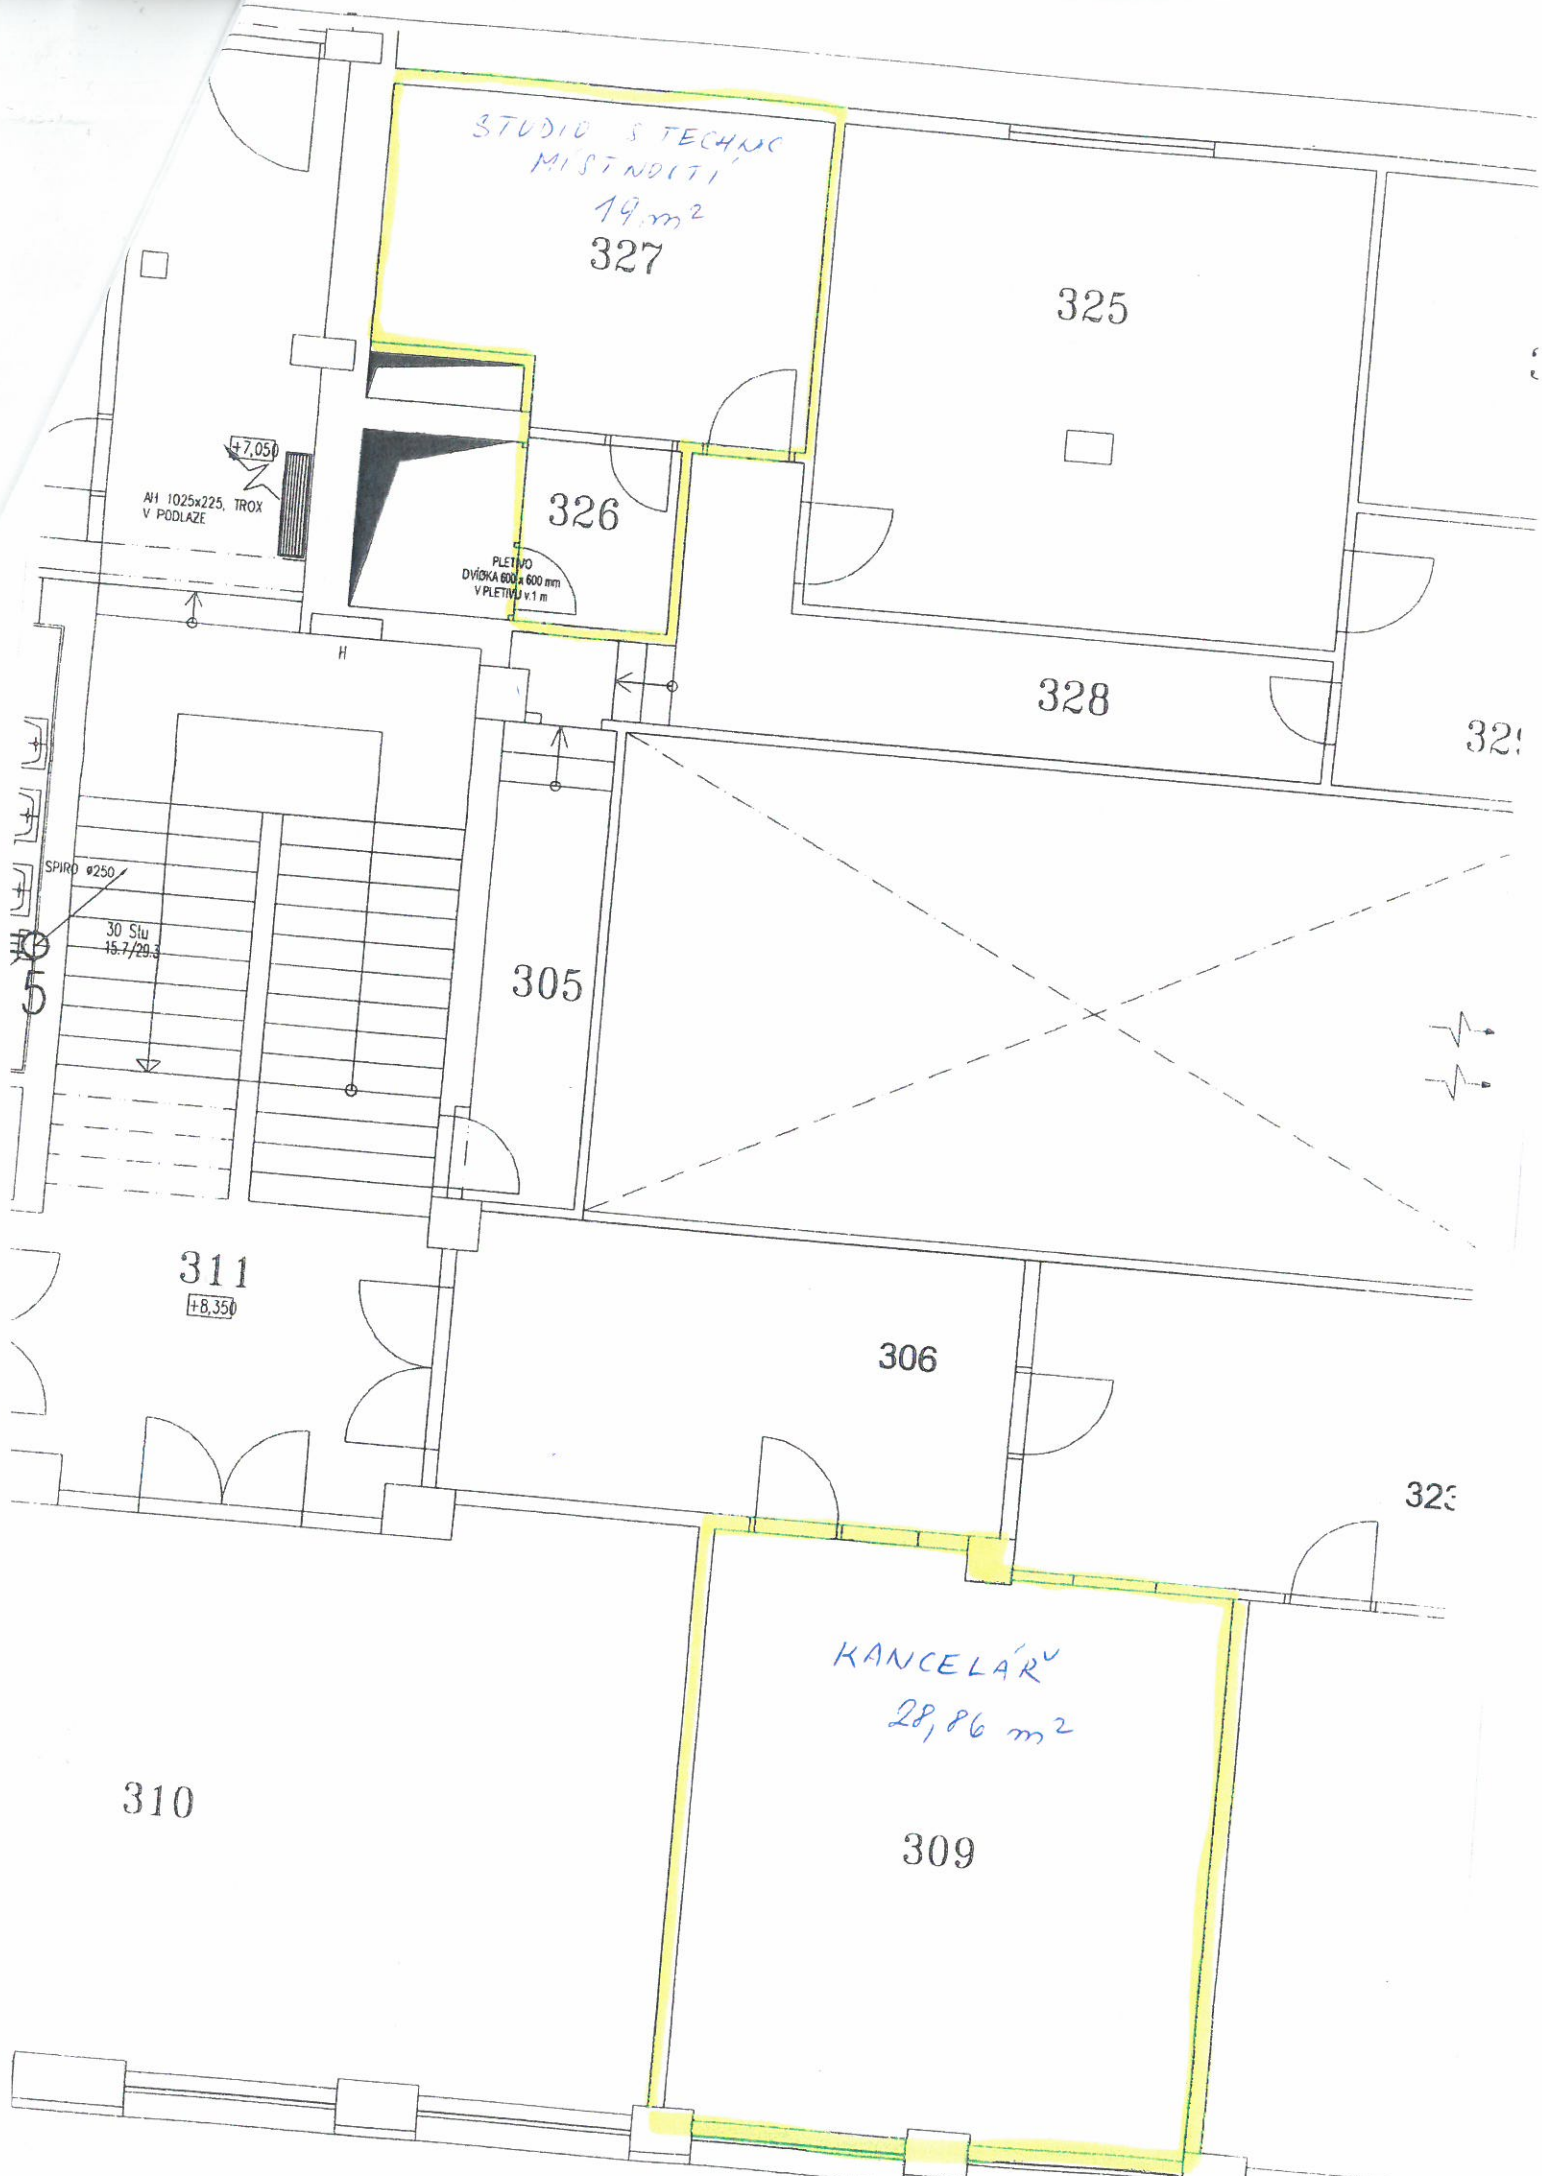 STUDIO S TECHNC
MÍSTNOSTÍ
19 m²
327
325
+7,050
AH 1025x225, TROX
V PODLAZE
326
PLETIVO
DVÍŘKA 600 x 600 mm
V PLETIVU v.1 m
H
328
SPIRO ø250
30 Stu
15.7/29.3
5
305
311
+8,350
306
KANCELÁŘ
28,86 m²
310
309